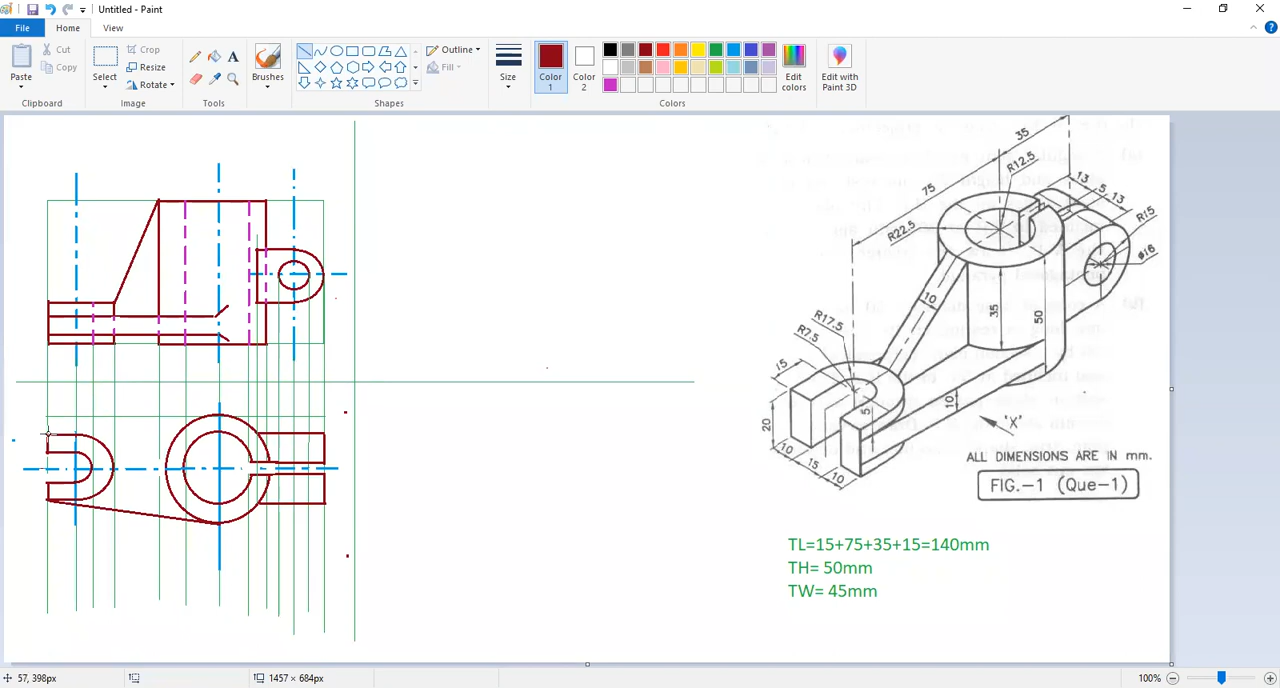 Untitled - Paint
File
Home
View
Paste
Cut
Copy
Clipboard
Select
Crop
Resize
Rotate
Image
Tools
Brushes
Shapes
Outline
Fill
Size
Color 1
Color 2
Colors
Edit colors
Edit with Paint 3D
35
R12.5
75
13
5
13
R15
R22.5
ø16
10
35
50
R17.5
R7.5
15
5
10
20
'X'
10
15
10
ALL DIMENSIONS ARE IN mm.
FIG.-1 (Que-1)
TL=15+75+35+15=140mm
TH= 50mm
TW= 45mm
57, 398px
1457 × 684px
100%